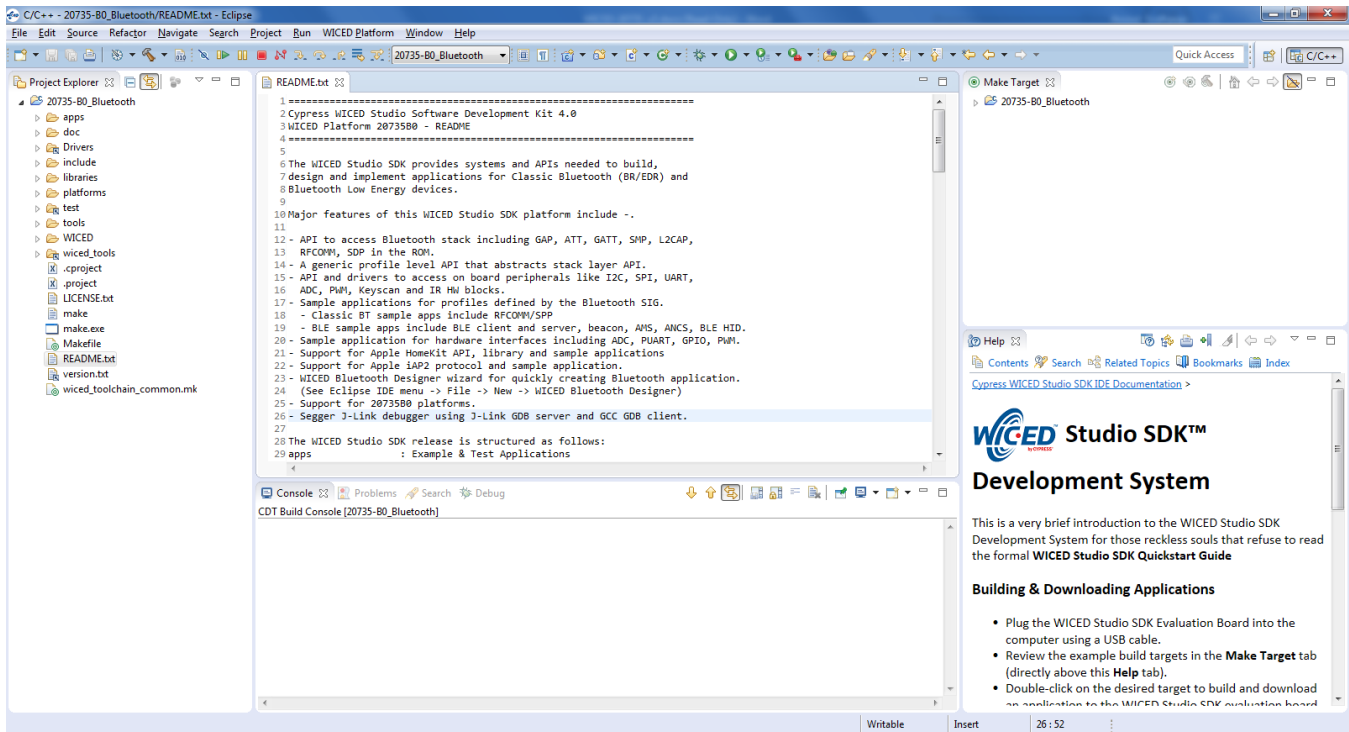 C/C++ - 20735-B0_Bluetooth/README.txt - Eclipse
File Edit Source Refactor Navigate Search Project Run WICED Platform Window Help
20735-B0_Bluetooth
Quick Access
C/C++
Project Explorer
20735-B0_Bluetooth
apps
doc
Drivers
include
libraries
platforms
test
tools
WICED
wiced_tools
.cproject
.project
LICENSE.txt
make
make.exe
Makefile
README.txt
version.txt
wiced_toolchain_common.mk
README.txt
1 =====================================================================
2 Cypress WICED Studio Software Development Kit 4.0
3 WICED Platform 20735B0 - README
4 =====================================================================
5
6 The WICED Studio SDK provides systems and APIs needed to build,
7 design and implement applications for Classic Bluetooth (BR/EDR) and
8 Bluetooth Low Energy devices.
9
10 Major features of this WICED Studio SDK platform include -.
11
12 - API to access Bluetooth stack including GAP, ATT, GATT, SMP, L2CAP,
13 RFCOMM, SDP in the ROM.
14 - A generic profile level API that abstracts stack layer API.
15 - API and drivers to access on board peripherals like I2C, SPI, UART,
16 ADC, PWM, Keyscan and IR HW blocks.
17 - Sample applications for profiles defined by the Bluetooth SIG.
18 - Classic BT sample apps include RFCOMM/SPP
19 - BLE sample apps include BLE client and server, beacon, AMS, ANCS, BLE HID.
20 - Sample application for hardware interfaces including ADC, PUART, GPIO, PWM.
21 - Support for Apple HomeKit API, library and sample applications
22 - Support for Apple iAP2 protocol and sample application.
23 - WICED Bluetooth Designer wizard for quickly creating Bluetooth application.
24 (See Eclipse IDE menu -> File -> New -> WICED Bluetooth Designer)
25 - Support for 20735B0 platforms.
26 - Segger J-Link debugger using J-Link GDB server and GCC GDB client.
27
28 The WICED Studio SDK release is structured as follows:
29 apps : Example & Test Applications
Console Problems Search Debug
CDT Build Console [20735-B0_Bluetooth]
Make Target
20735-B0_Bluetooth
Help
Contents Search Related Topics Bookmarks Index
Cypress WICED Studio SDK IDE Documentation >
WICED by CYPRESS Studio SDK™
Development System
This is a very brief introduction to the WICED Studio SDK
Development System for those reckless souls that refuse to read
the formal WICED Studio SDK Quickstart Guide
Building & Downloading Applications
• Plug the WICED Studio SDK Evaluation Board into the
computer using a USB cable.
• Review the example build targets in the Make Target tab
(directly above this Help tab).
• Double-click on the desired target to build and download
an application to the WICED Studio SDK evaluation board
Writable Insert 26 : 52